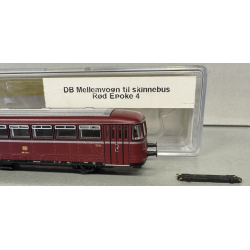 DB Mellemvogn til skinnebus
Rød Epoke 4